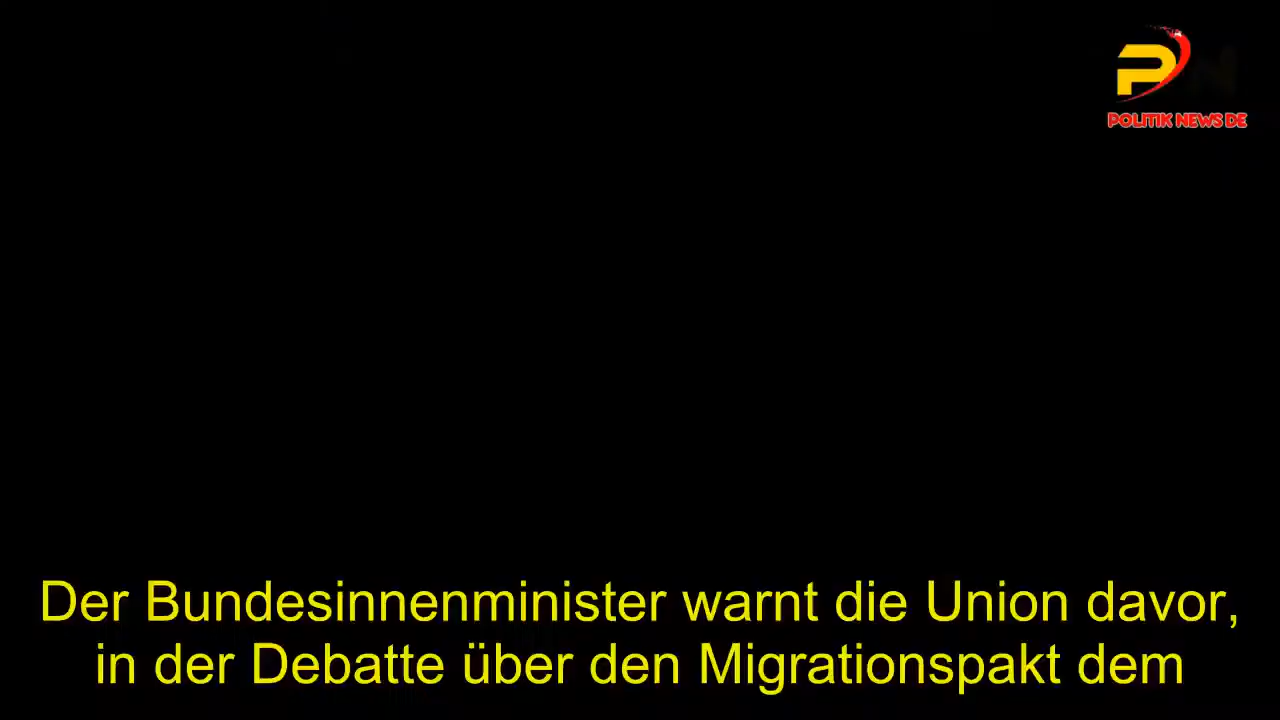 POLITIK NEWS DE
Der Bundesinnenminister warnt die Union davor,
in der Debatte über den Migrationspakt dem